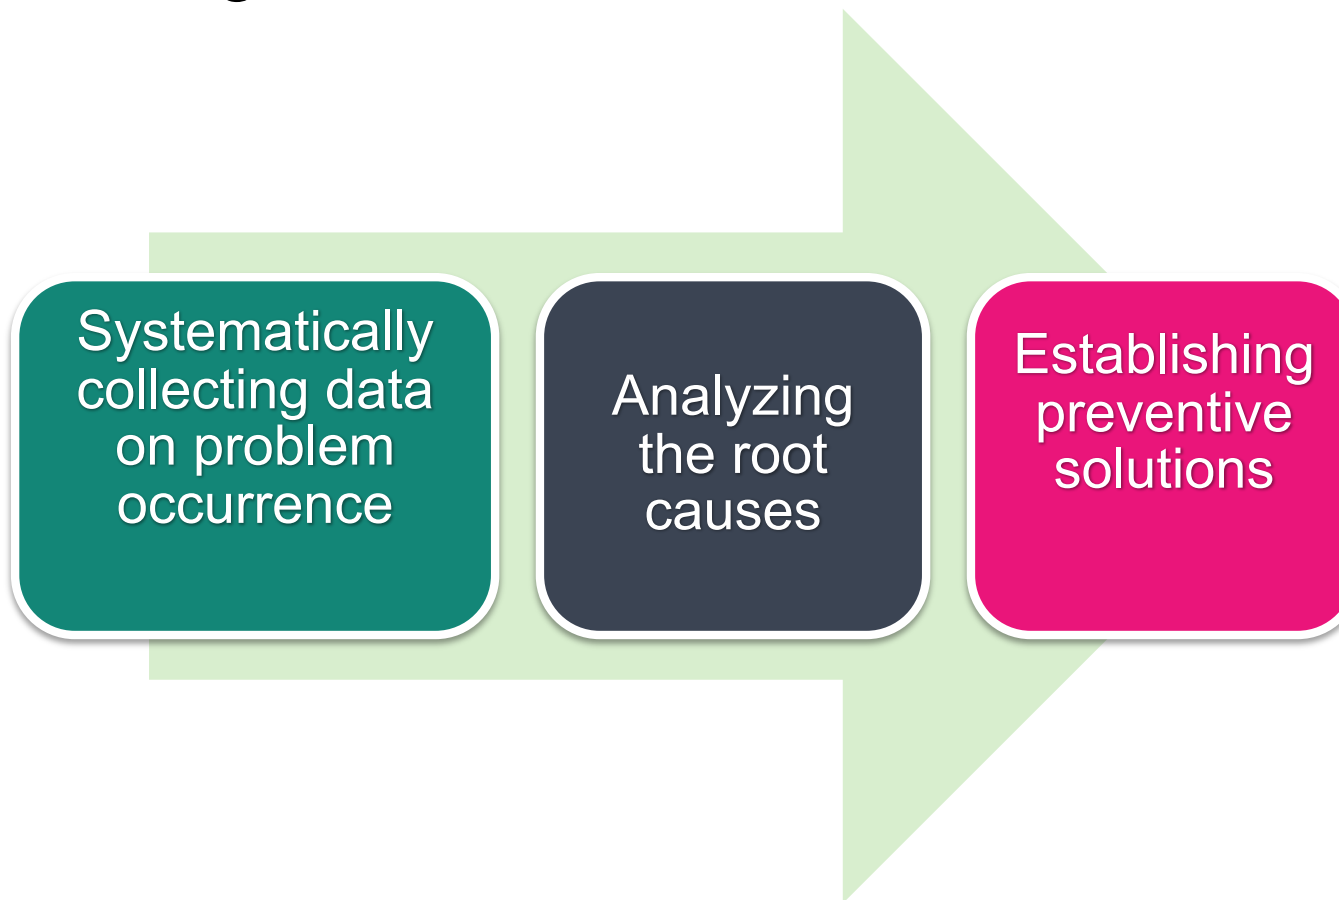 Systematically
collecting data
on problem
occurrence
Analyzing
the root
causes
Establishing
preventive
solutions